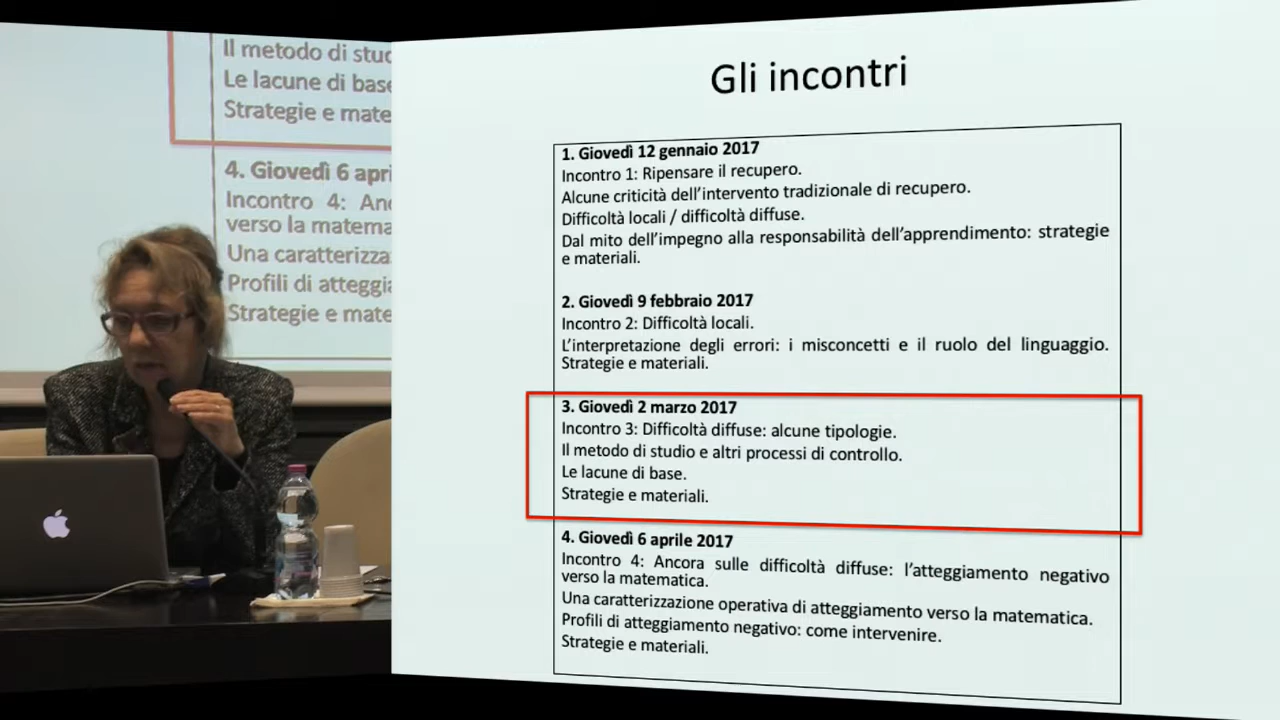 Il metodo di stud
Le lacune di base
Strategie e mate
4. Giovedì 6 apri
Incontro 4: Anc
verso la matema
Una caratterizza
Profili di atteggia
Strategie e mate
Gli incontri
1. Giovedì 12 gennaio 2017
Incontro 1: Ripensare il recupero.
Alcune criticità dell'intervento tradizionale di recupero.
Difficoltà locali / difficoltà diffuse.
Dal mito dell'impegno alla responsabilità dell'apprendimento: strategie
e materiali.
2. Giovedì 9 febbraio 2017
Incontro 2: Difficoltà locali.
L'interpretazione degli errori: i misconcetti e il ruolo del linguaggio.
Strategie e materiali.
3. Giovedì 2 marzo 2017
Incontro 3: Difficoltà diffuse: alcune tipologie.
Il metodo di studio e altri processi di controllo.
Le lacune di base.
Strategie e materiali.
4. Giovedì 6 aprile 2017
Incontro 4: Ancora sulle difficoltà diffuse: l'atteggiamento negativo
verso la matematica.
Una caratterizzazione operativa di atteggiamento verso la matematica.
Profili di atteggiamento negativo: come intervenire.
Strategie e materiali.